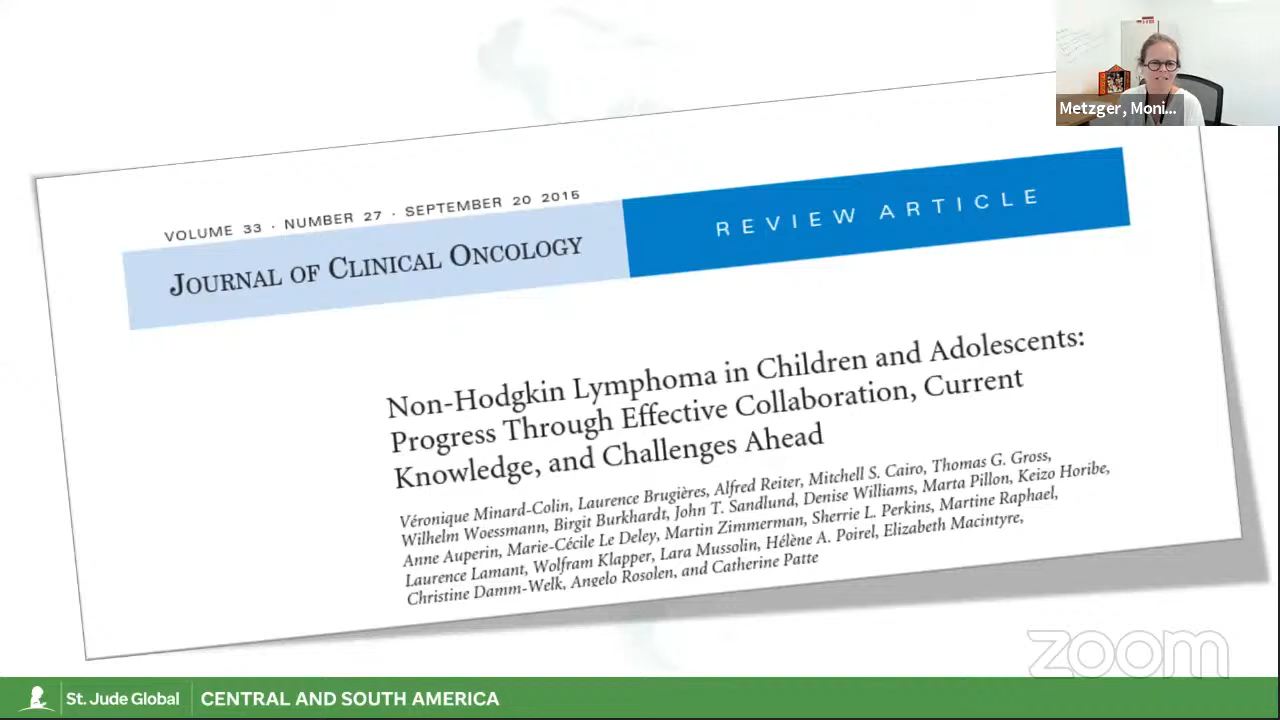 Metzger, Moni...
VOLUME 33 · NUMBER 27 · SEPTEMBER 20 2015
JOURNAL OF CLINICAL ONCOLOGY
REVIEW ARTICLE
Non-Hodgkin Lymphoma in Children and Adolescents:
Progress Through Effective Collaboration, Current
Knowledge, and Challenges Ahead
Véronique Minard-Colin, Laurence Brugières, Alfred Reiter, Mitchell S. Cairo, Thomas G. Gross,
Wilhelm Woessmann, Birgit Burkhardt, John T. Sandlund, Denise Williams, Marta Pillon, Keizo Horibe,
Anne Auperin, Marie-Cécile Le Deley, Martin Zimmerman, Sherrie L. Perkins, Martine Raphael,
Laurence Lamant, Wolfram Klapper, Lara Mussolin, Hélène A. Poirel, Elizabeth Macintyre,
Christine Damm-Welk, Angelo Rosolen, and Catherine Patte
zoom
St. Jude Global
CENTRAL AND SOUTH AMERICA